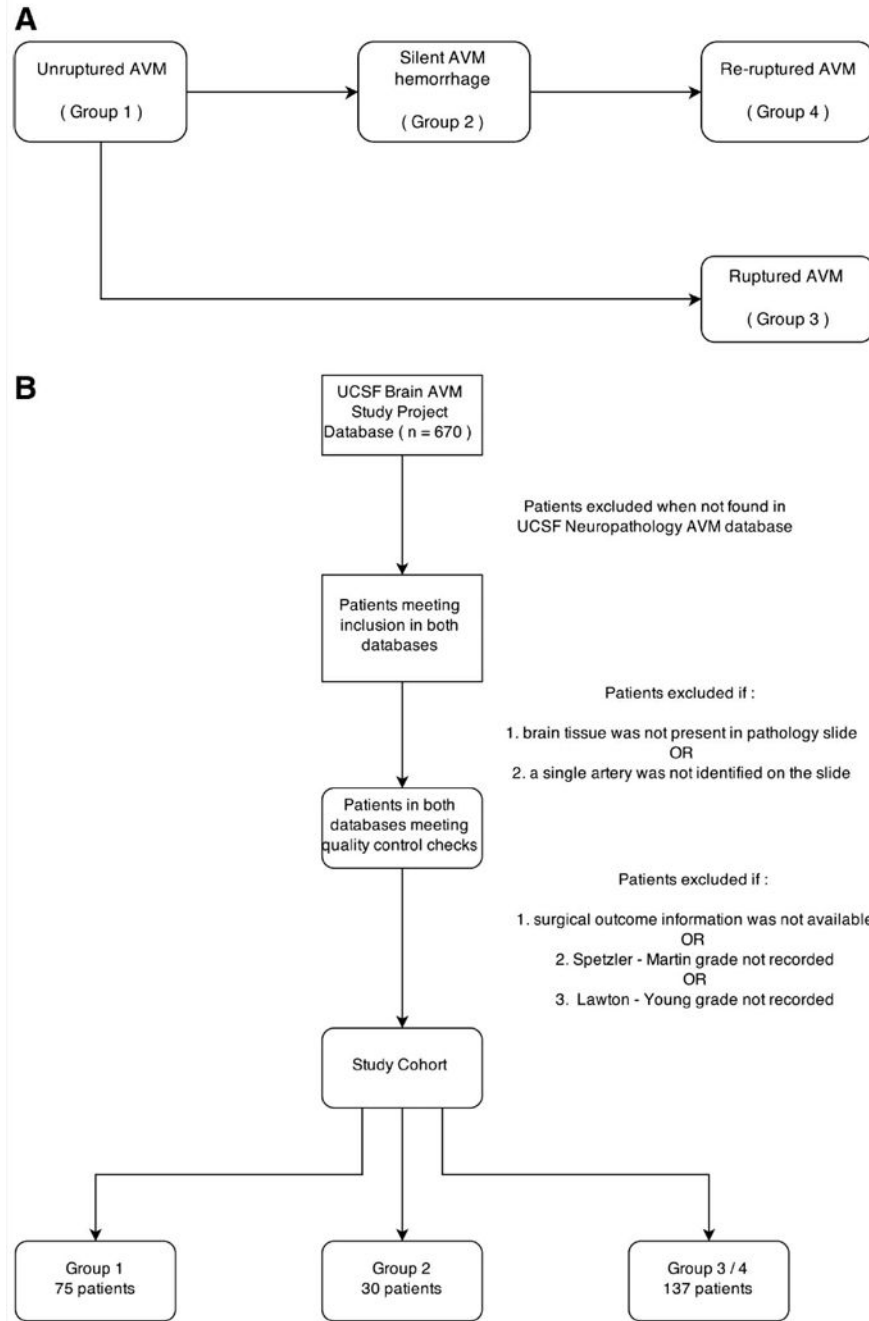 A
Unruptured AVM
( Group 1 )
Silent AVM
hemorrhage
( Group 2 )
Re-ruptured AVM
( Group 4 )
Ruptured AVM
( Group 3 )
B
UCSF Brain AVM
Study Project
Database ( n = 670 )
Patients excluded when not found in
UCSF Neuropathology AVM database
Patients meeting
inclusion in both
databases
Patients excluded if :
1. brain tissue was not present in pathology slide
OR
2. a single artery was not identified on the slide
Patients in both
databases meeting
quality control checks
Patients excluded if :
1. surgical outcome information was not available
OR
2. Spetzler - Martin grade not recorded
OR
3. Lawton - Young grade not recorded
Study Cohort
Group 1
75 patients
Group 2
30 patients
Group 3 / 4
137 patients